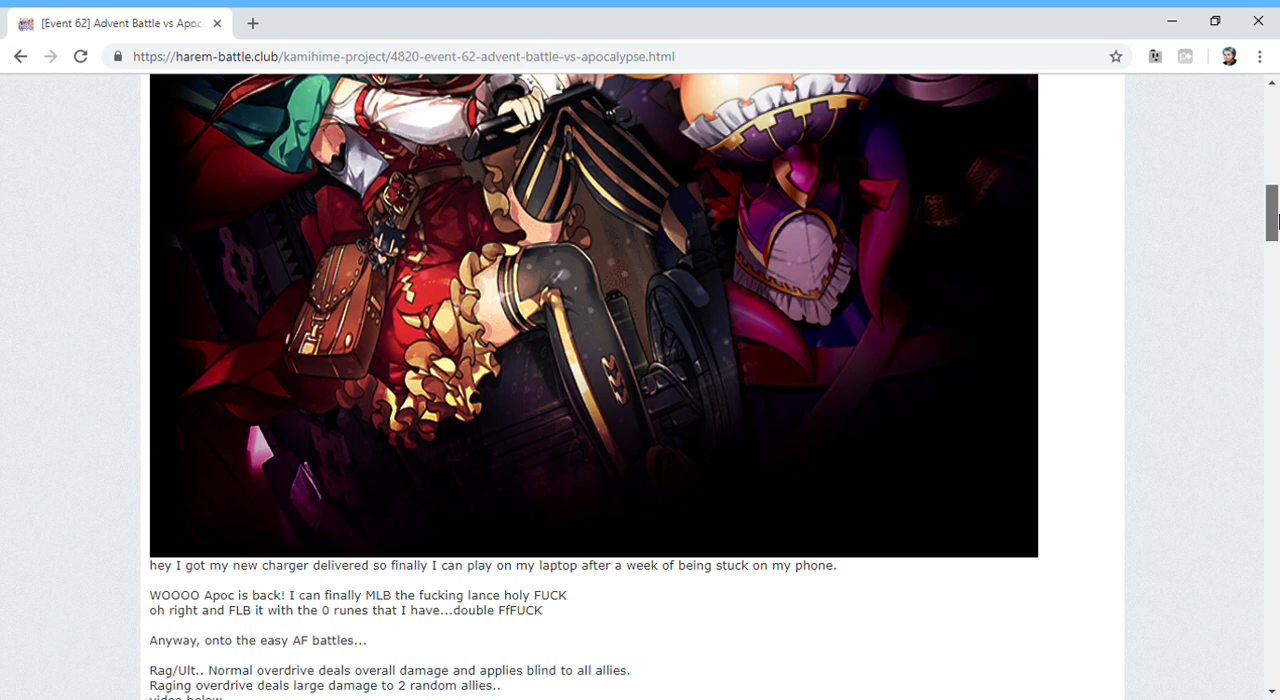 [Event 62] Advent Battle vs Apoc
https://harem-battle.club/kamihime-project/4820-event-62-advent-battle-vs-apocalypse.html
hey I got my new charger delivered so finally I can play on my laptop after a week of being stuck on my phone.
WOOOO Apoc is back! I can finally MLB the fucking lance holy FUCK
oh right and FLB it with the 0 runes that I have...double FfFUCK
Anyway, onto the easy AF battles...
Rag/Ult.. Normal overdrive deals overall damage and applies blind to all allies.
Raging overdrive deals large damage to 2 random allies..
video below